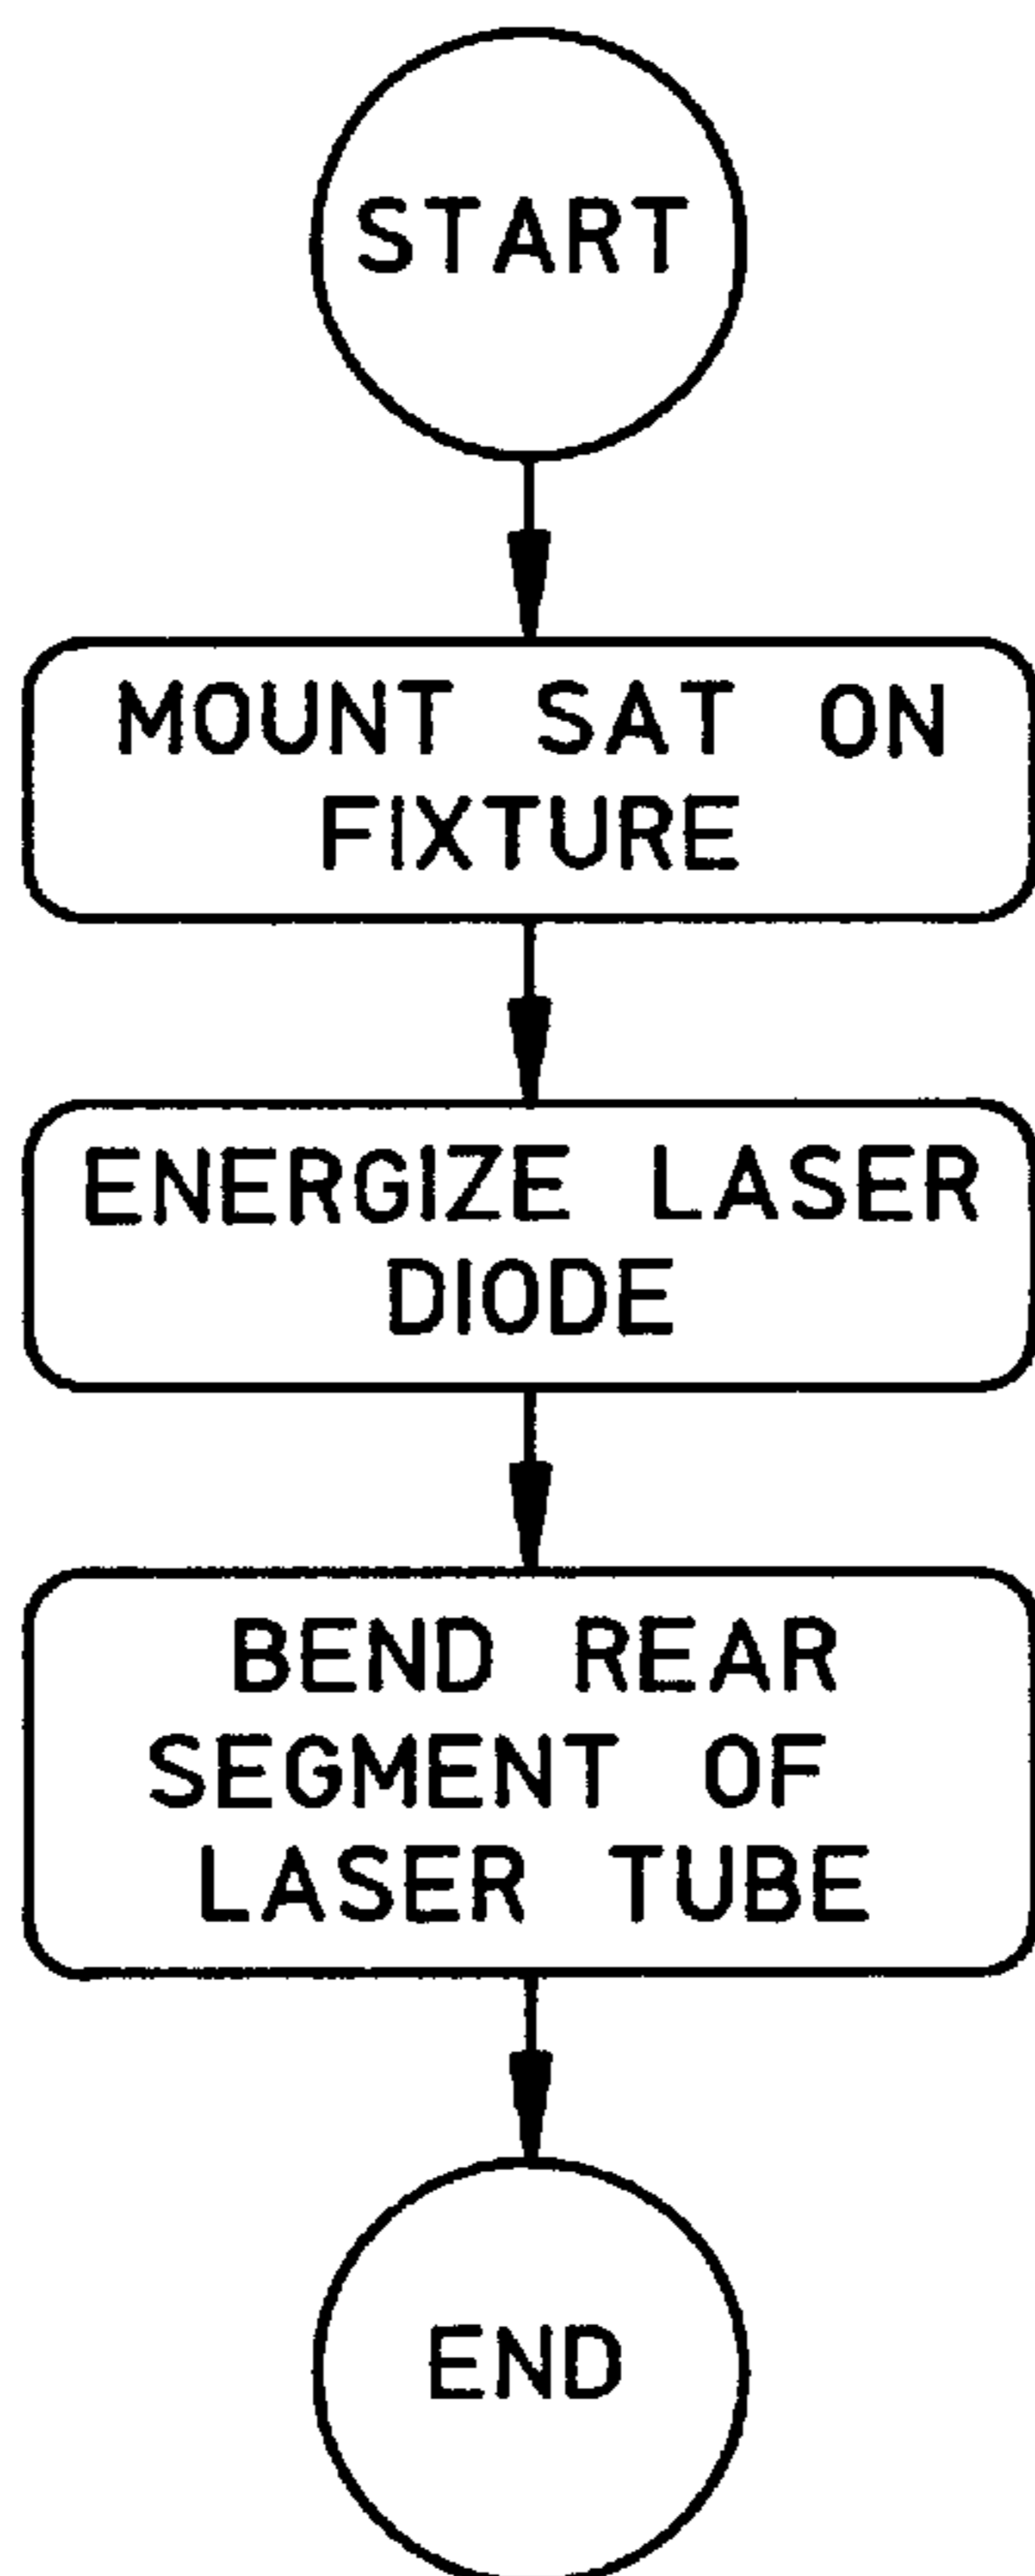 START
MOUNT SAT ON
FIXTURE
ENERGIZE LASER
DIODE
BEND REAR
SEGMENT OF
LASER TUBE
END